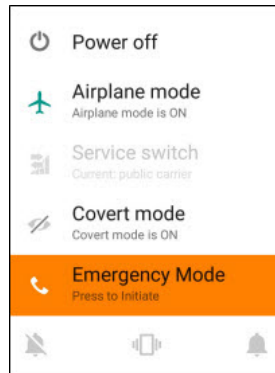 Power off
Airplane mode
Airplane mode is ON
Service switch
Current: public carrier
Covert mode
Covert mode is ON
Emergency Mode
Press to Initiate